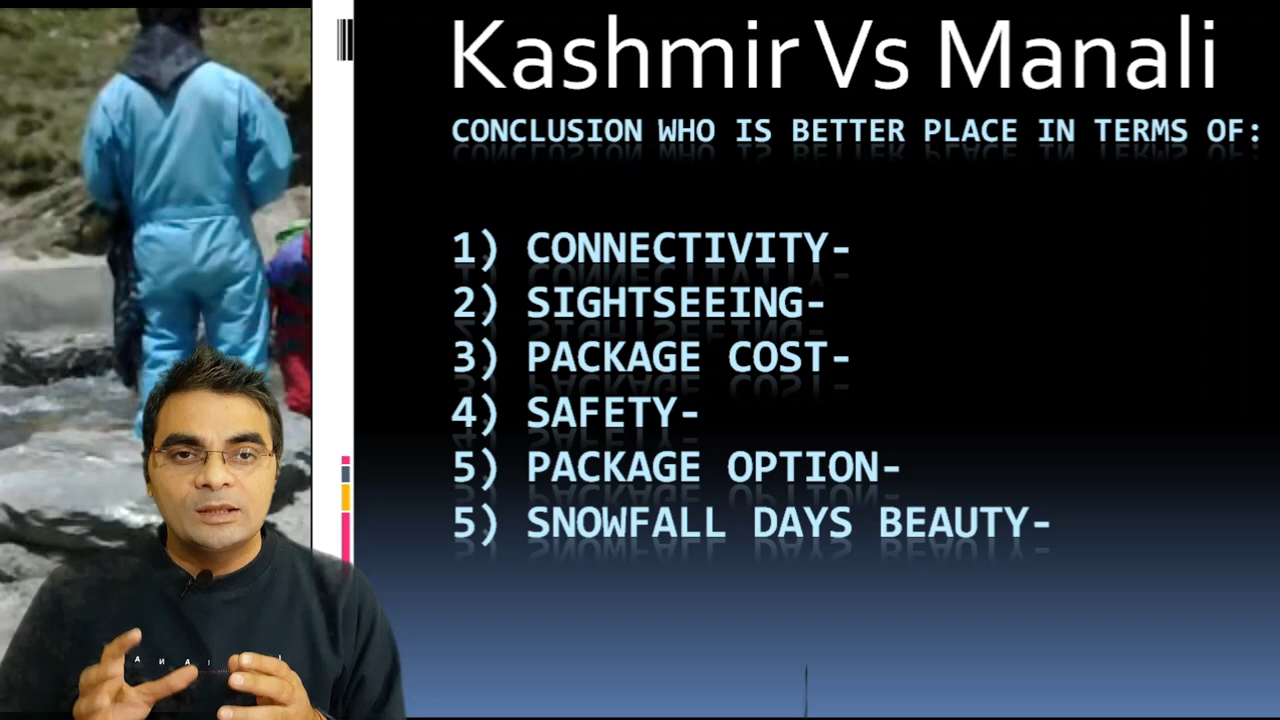 Kashmir Vs Manali
CONCLUSION WHO IS BETTER PLACE IN TERMS OF:
1) CONNECTIVITY-
2) SIGHTSEEING-
3) PACKAGE COST-
4) SAFETY-
5) PACKAGE OPTION-
5) SNOWFALL DAYS BEAUTY-